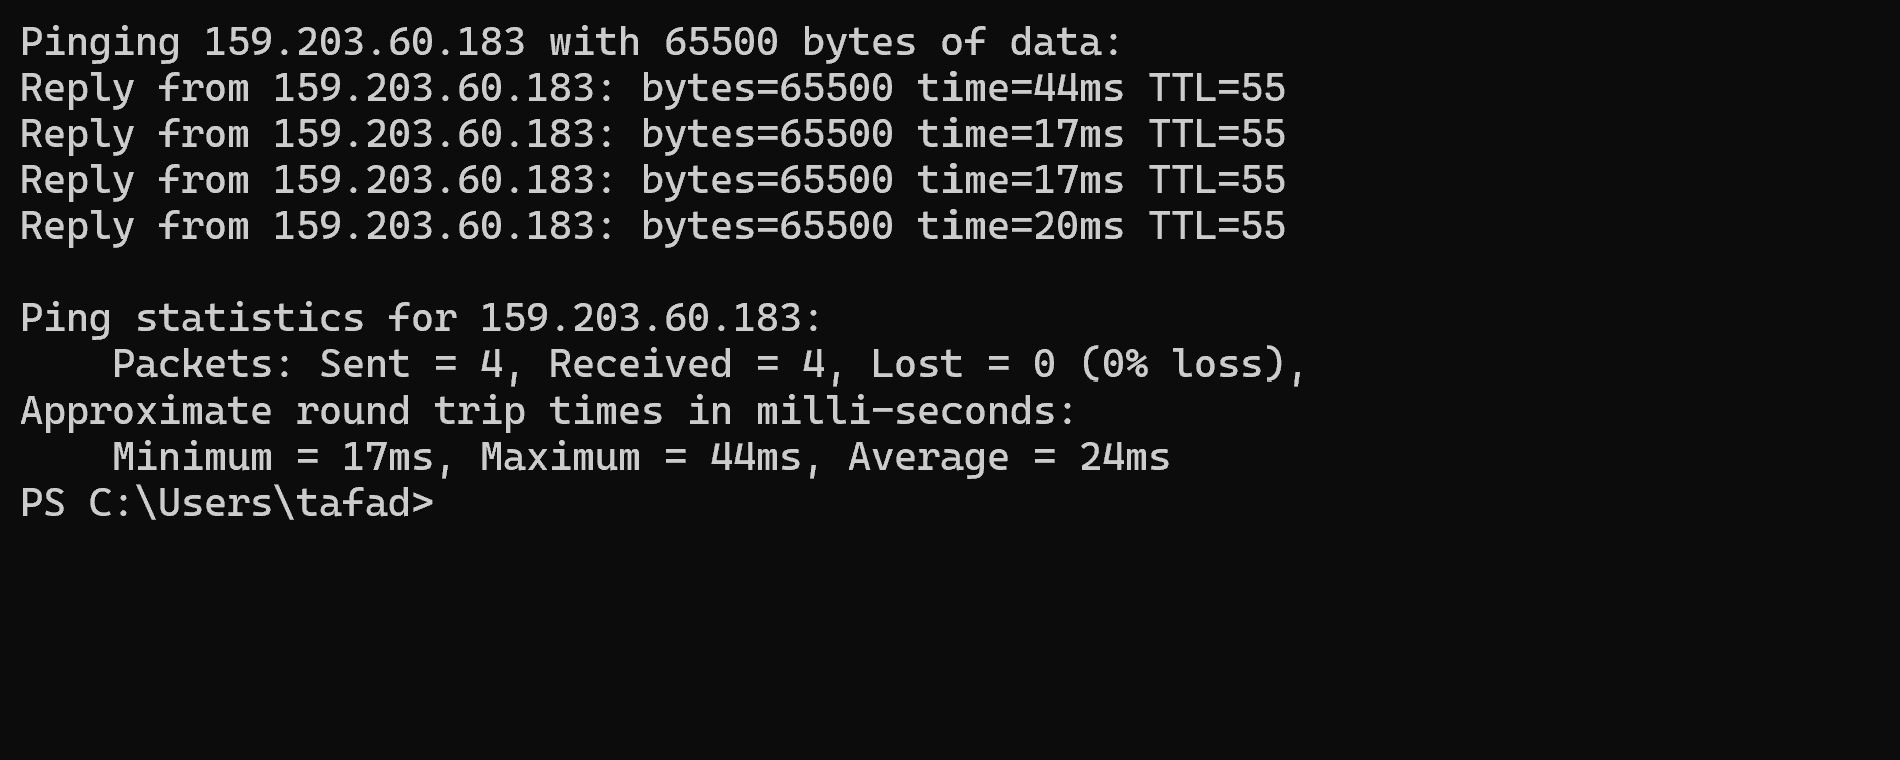 Pinging 159.203.60.183 with 65500 bytes of data:
Reply from 159.203.60.183: bytes=65500 time=44ms TTL=55
Reply from 159.203.60.183: bytes=65500 time=17ms TTL=55
Reply from 159.203.60.183: bytes=65500 time=17ms TTL=55
Reply from 159.203.60.183: bytes=65500 time=20ms TTL=55

Ping statistics for 159.203.60.183:
    Packets: Sent = 4, Received = 4, Lost = 0 (0% loss),
Approximate round trip times in milli-seconds:
    Minimum = 17ms, Maximum = 44ms, Average = 24ms
PS C:\Users\tafad>